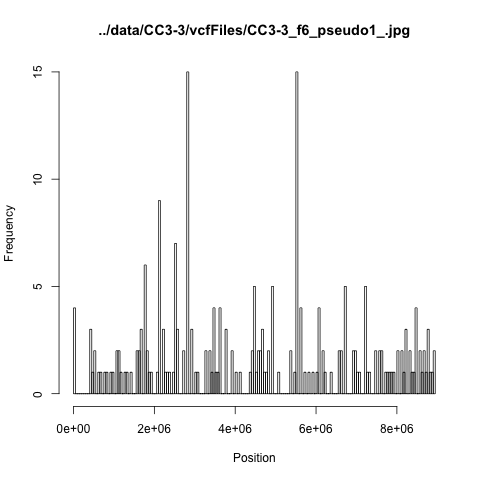 ../data/CC3-3/vcfFiles/CC3-3_f6_pseudo1_.jpg
Frequency
15
10
5
0
0e+00 2e+06 4e+06 6e+06 8e+06
Position